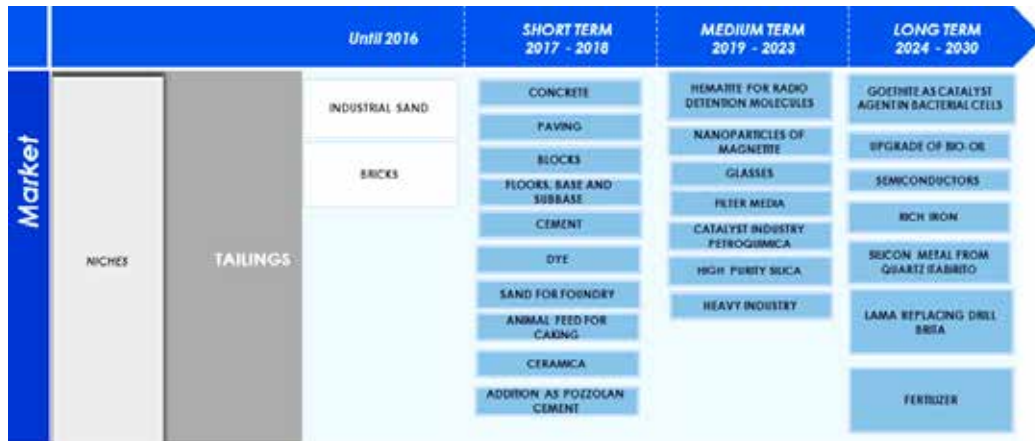 Until 2016
SHORT TERM
2017 - 2018
MEDIUM TERM
2019 - 2023
LONG TERM
2024 - 2030
Market
NICHES
TAILINGS
INDUSTRIAL SAND
BRICKS
CONCRETE
PAVING
BLOCKS
FLOORS, BASE AND
SUBBASE
CEMENT
DYE
SAND FOR FOUNDRY
ANIMAL FEED FOR
CAKING
CERAMICA
ADDITION AS POZZOLAN
CEMENT
HEMATITE FOR RADIO
DETENTION MOLECULES
NANOPARTICLES OF
MAGNETITE
GLASSES
FILTER MEDIA
CATALYST INDUSTRY
PETROQUIMICA
HIGH PURITY SILICA
HEAVY INDUSTRY
GOETHITE AS CATALYST
AGENT IN BACTERIAL CELLS
UPGRADE OF BIO-OIL
SEMICONDUCTORS
RICH IRON
SILICON METAL FROM
QUARTZ ITABIRITO
LAMA REPLACING DRILL
BRITA
FERTILIZER